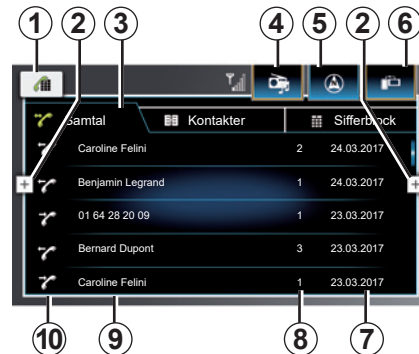 1 2 3 4 5 2 6
Samtal Kontakter Sifferblock
Caroline Felini 2 24.03.2017
Benjamin Legrand 1 24.03.2017
01 64 28 20 09 1 23.03.2017
Bernard Dupont 3 23.03.2017
Caroline Felini 1 23.03.2017
10 9 8 7